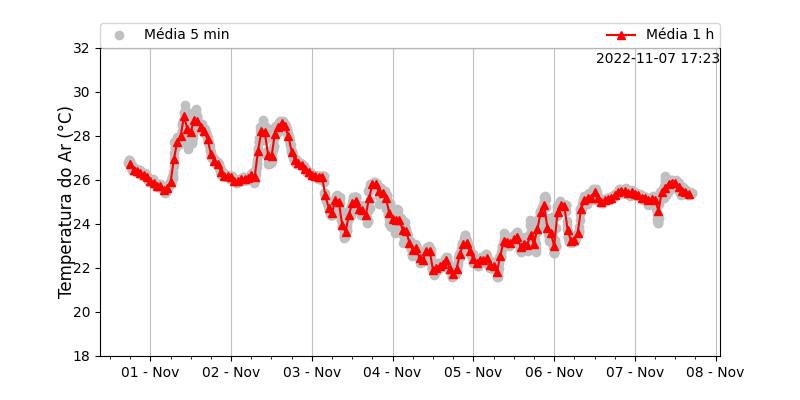 Média 5 min
Média 1 h
2022-11-07 17:23
Temperatura do Ar (°C)
32
30
28
26
24
22
20
18
01 - Nov
02 - Nov
03 - Nov
04 - Nov
05 - Nov
06 - Nov
07 - Nov
08 - Nov